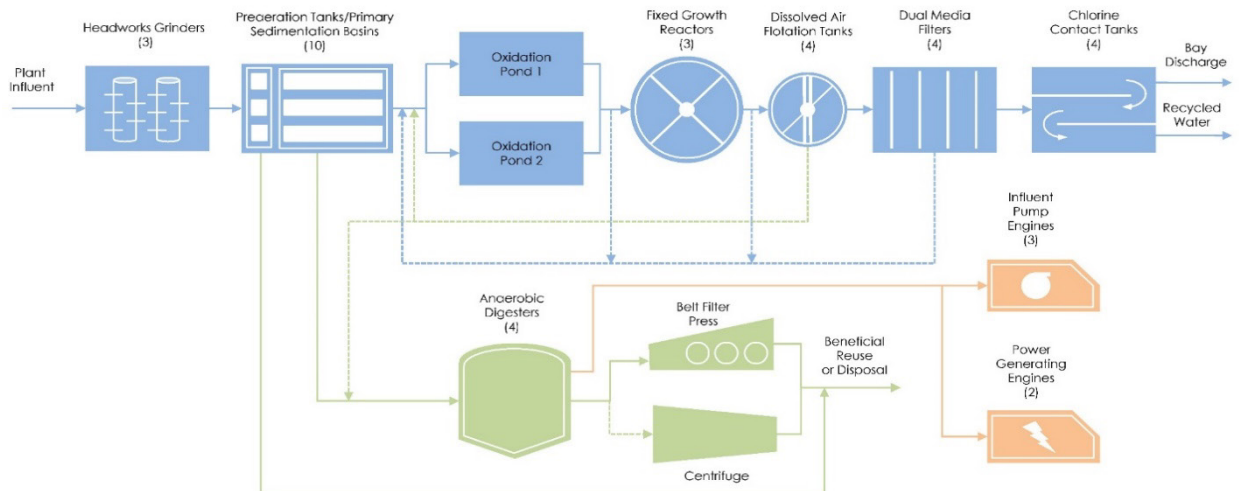 Headworks Grinders
(3)
Preaeration Tanks/Primary
Sedimentation Basins
(10)
Fixed Growth
Reactors
(3)
Dissolved Air
Flotation Tanks
(4)
Dual Media
Filters
(4)
Chlorine
Contact Tanks
(4)
Plant
Influent
Oxidation
Pond 1
Oxidation
Pond 2
Bay
Discharge
Recycled
Water
Influent
Pump
Engines
(3)
Anaerobic
Digesters
(4)
Belt Filter
Press
Beneficial
Reuse
or Disposal
Power
Generating
Engines
(2)
Centrifuge